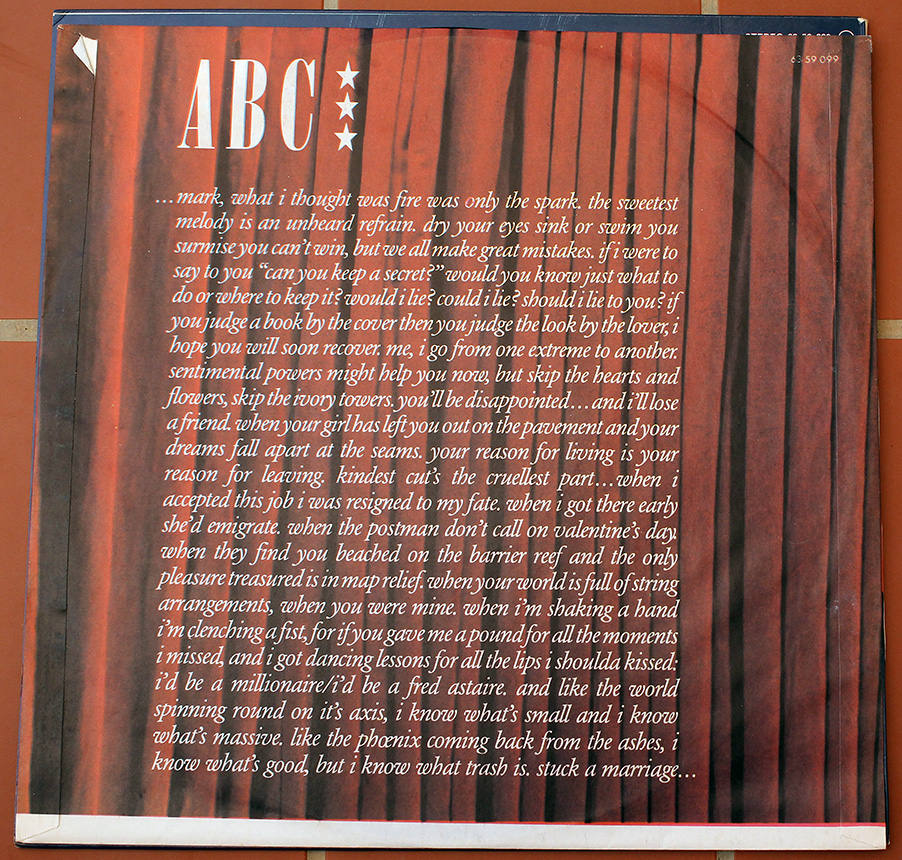 63 59 099
ABC
...mark, what i thought was fire was only the spark. the sweetest
melody is an unheard refrain. dry your eyes sink or swim you
surmise you can't win, but we all make great mistakes. if i were to
say to you “can you keep a secret?” would you know just what to
do or where to keep it? would i lie? could i lie? should i lie to you? if
you judge a book by the cover then you judge the look by the lover, i
hope you will soon recover. me, i go from one extreme to another.
sentimental powers might help you now, but skip the hearts and
flowers, skip the ivory towers. you'll be disappointed...and i'll lose
a friend. when your girl has left you out on the pavement and your
dreams fall apart at the seams. your reason for living is your
reason for leaving. kindest cut's the cruellest part...when i
accepted this job i was resigned to my fate. when i got there early
she'd emigrate. when the postman don't call on valentine's day.
when they find you beached on the barrier reef and the only
pleasure treasured is in map relief. when your world is full of string
arrangements, when you were mine. when i'm shaking a hand
i'm clenching a fist, for if you gave me a pound for all the moments
i missed, and i got dancing lessons for all the lips i shoulda kissed:
i'd be a millionaire/i'd be a fred astaire. and like the world
spinning round on it's axis, i know what's small and i know
what's massive. like the phœnix coming back from the ashes, i
know what's good, but i know what trash is. stuck a marriage...